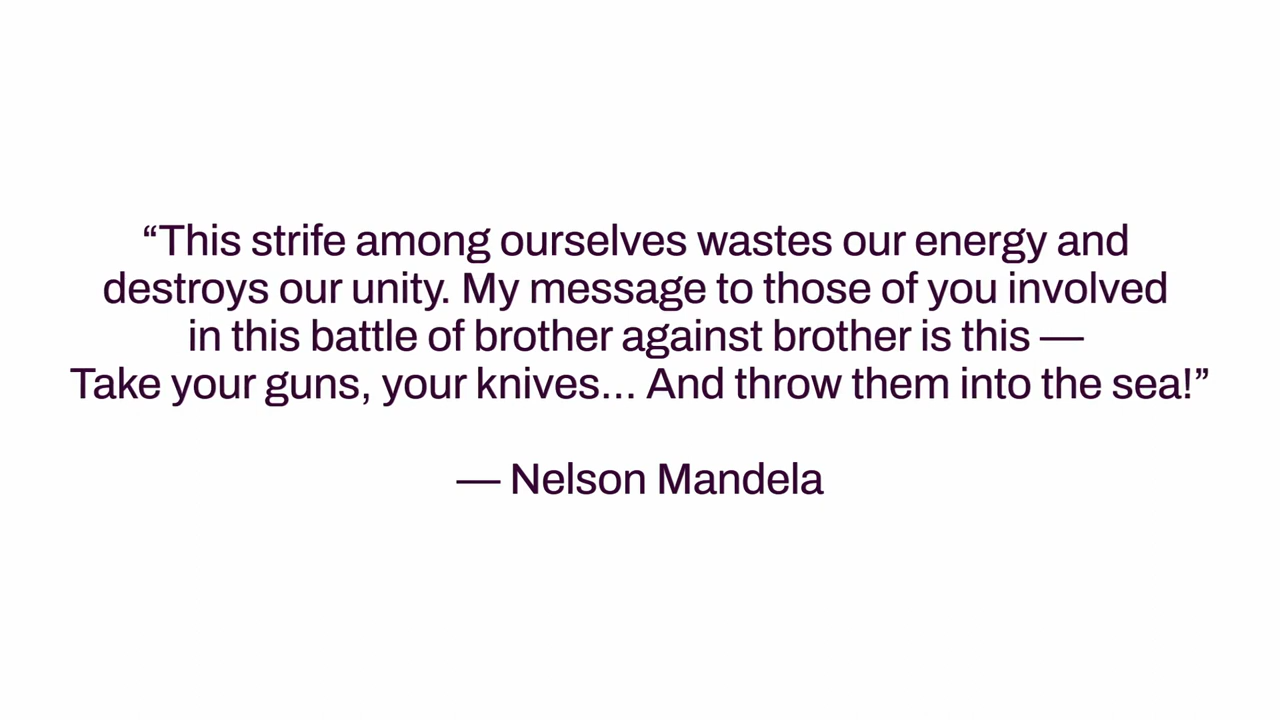 “This strife among ourselves wastes our energy and
destroys our unity. My message to those of you involved
in this battle of brother against brother is this —
Take your guns, your knives... And throw them into the sea!”
— Nelson Mandela